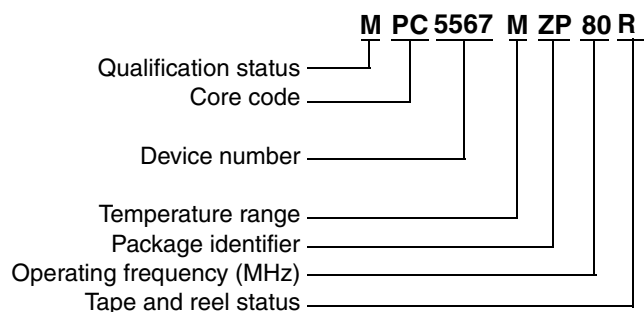 M PC 5567 M ZP 80 R
Qualification status
Core code
Device number
Temperature range
Package identifier
Operating frequency (MHz)
Tape and reel status